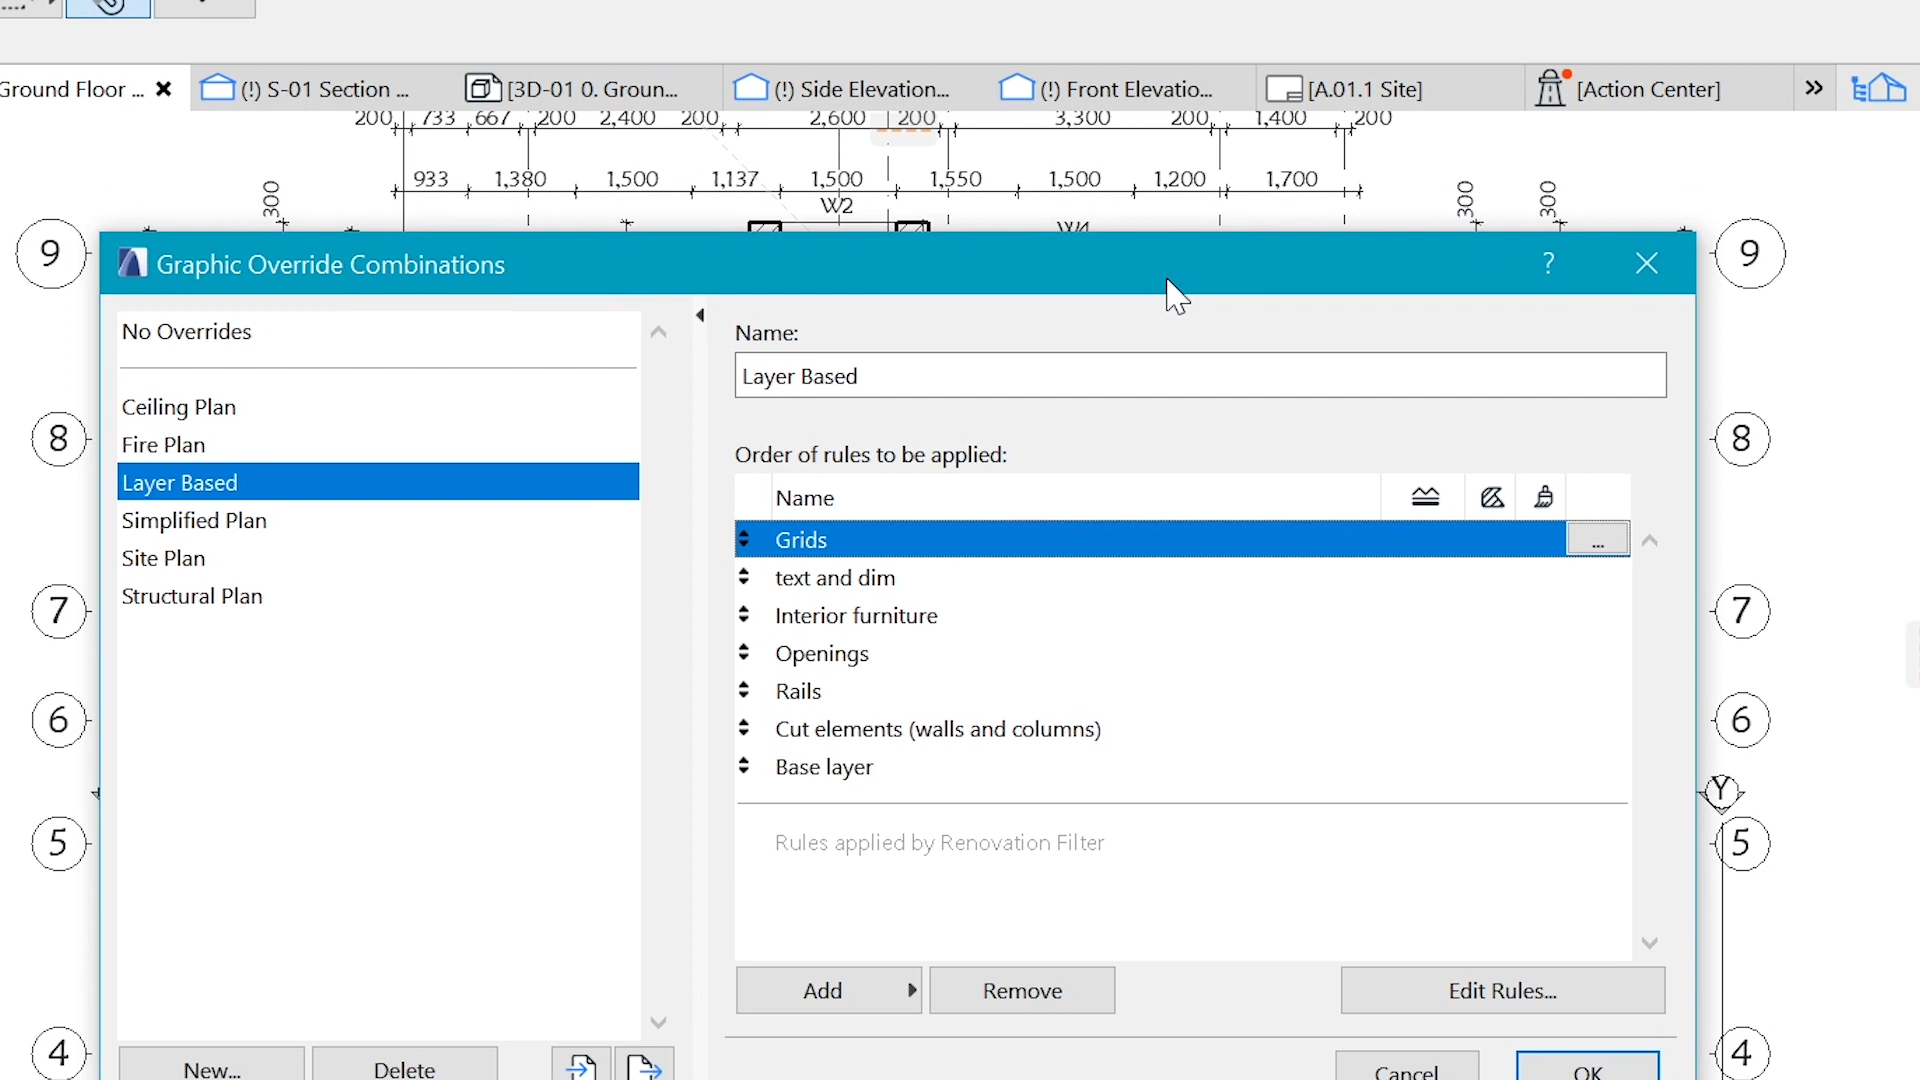 Ground Floor ...
(!) S-01 Section ...
[3D-01 0. Groun...
(!) Side Elevation...
(!) Front Elevatio...
[A.01.1 Site]
[Action Center]
200 733 667 200 2,400 200 2,600 200 3,300 200 1,400 200
933 1,380 1,500 1,137 1,500 1,550 1,500 1,200 1,700
300
W2
W4
300
300
9
9
Graphic Override Combinations
?
No Overrides
Ceiling Plan
Fire Plan
Layer Based
Simplified Plan
Site Plan
Structural Plan
New...
Delete
Name:
Layer Based
Order of rules to be applied:
Name
Grids
...
text and dim
Interior furniture
Openings
Rails
Cut elements (walls and columns)
Base layer
Rules applied by Renovation Filter
Add
Remove
Edit Rules...
Cancel
OK
8
8
7
7
6
6
Y
5
5
4
4